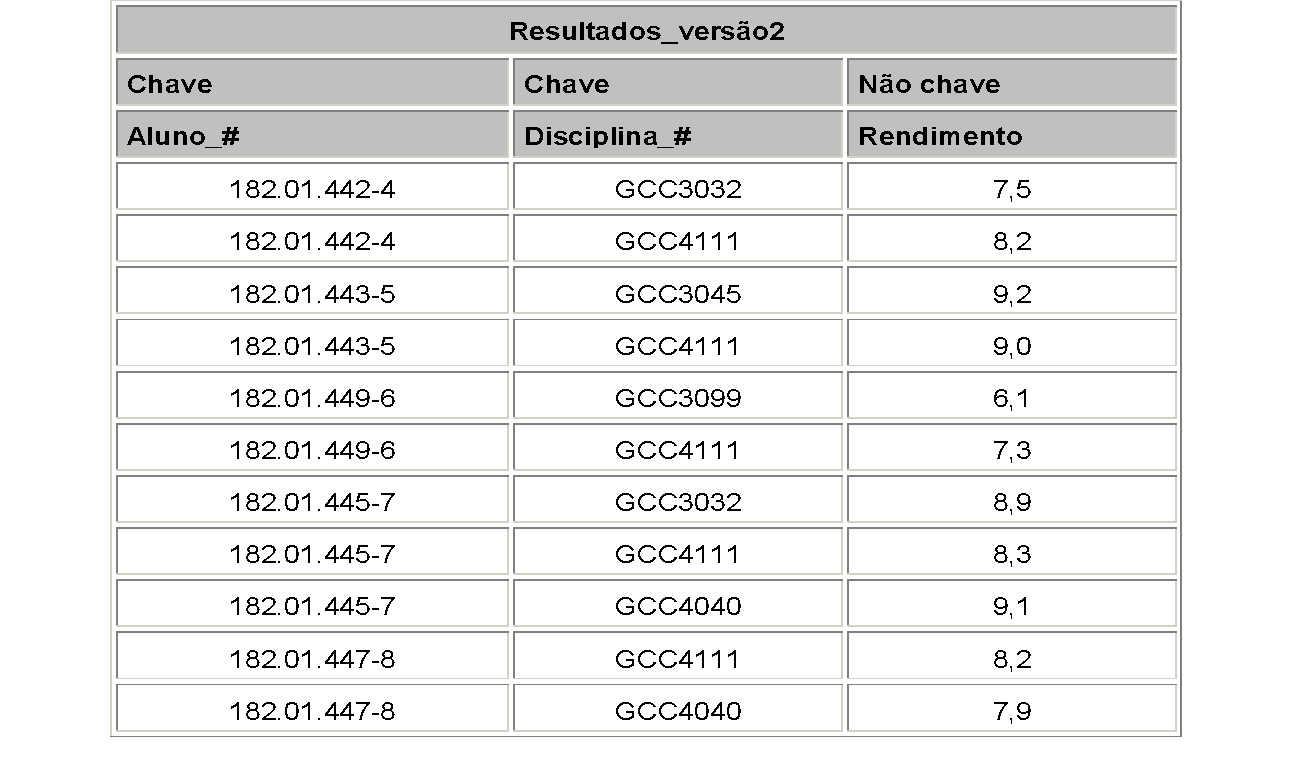 Resultados_versão2
Chave Chave Não chave
Aluno_# Disciplina_# Rendimento
182.01.442-4 GCC3032 7,5
182.01.442-4 GCC4111 8,2
182.01.443-5 GCC3045 9,2
182.01.443-5 GCC4111 9,0
182.01.449-6 GCC3099 6,1
182.01.449-6 GCC4111 7,3
182.01.445-7 GCC3032 8,9
182.01.445-7 GCC4111 8,3
182.01.445-7 GCC4040 9,1
182.01.447-8 GCC4111 8,2
182.01.447-8 GCC4040 7,9